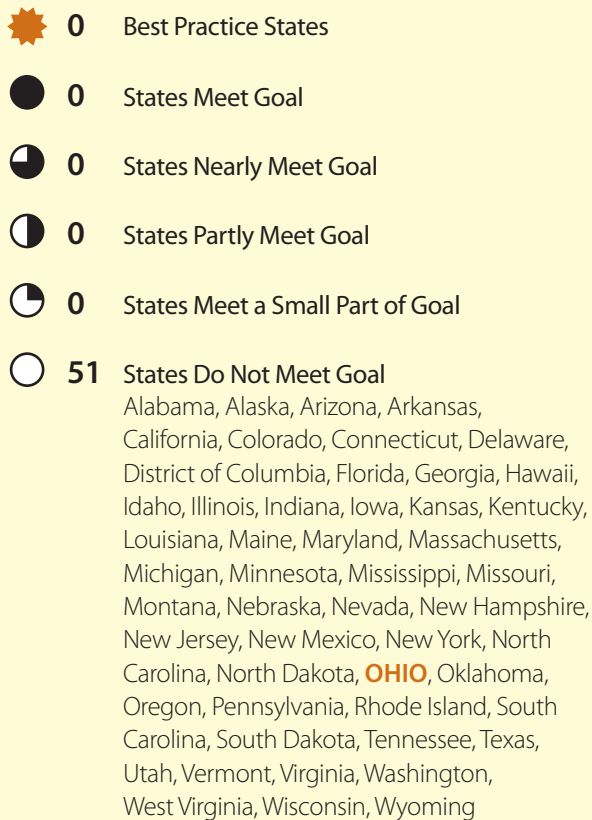 0 Best Practice States
0 States Meet Goal
0 States Nearly Meet Goal
0 States Partly Meet Goal
0 States Meet a Small Part of Goal
51 States Do Not Meet Goal
Alabama, Alaska, Arizona, Arkansas,
California, Colorado, Connecticut, Delaware,
District of Columbia, Florida, Georgia, Hawaii,
Idaho, Illinois, Indiana, Iowa, Kansas, Kentucky,
Louisiana, Maine, Maryland, Massachusetts,
Michigan, Minnesota, Mississippi, Missouri,
Montana, Nebraska, Nevada, New Hampshire,
New Jersey, New Mexico, New York, North
Carolina, North Dakota, OHIO, Oklahoma,
Oregon, Pennsylvania, Rhode Island, South
Carolina, South Dakota, Tennessee, Texas,
Utah, Vermont, Virginia, Washington,
West Virginia, Wisconsin, Wyoming